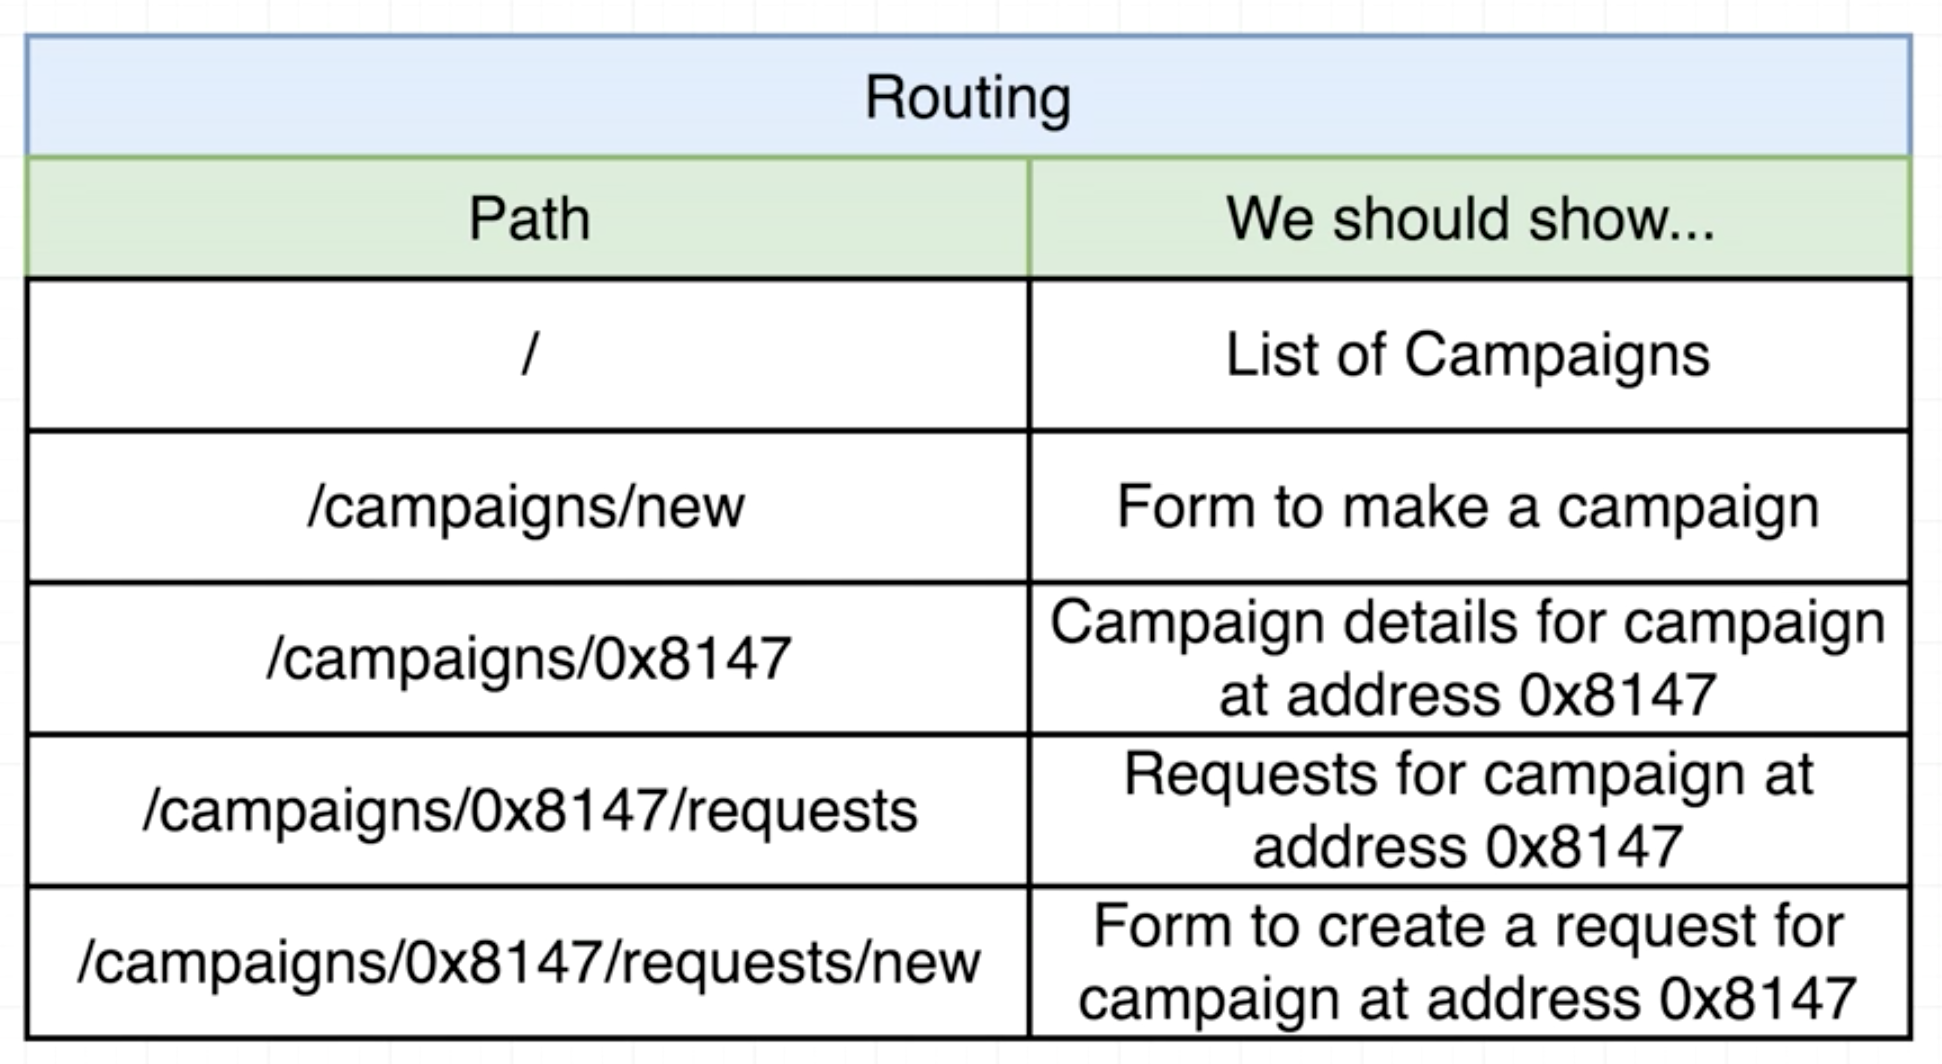 Routing
Path
We should show...
/
List of Campaigns
/campaigns/new
Form to make a campaign
/campaigns/0x8147
Campaign details for campaign
at address 0x8147
/campaigns/0x8147/requests
Requests for campaign at
address 0x8147
/campaigns/0x8147/requests/new
Form to create a request for
campaign at address 0x8147